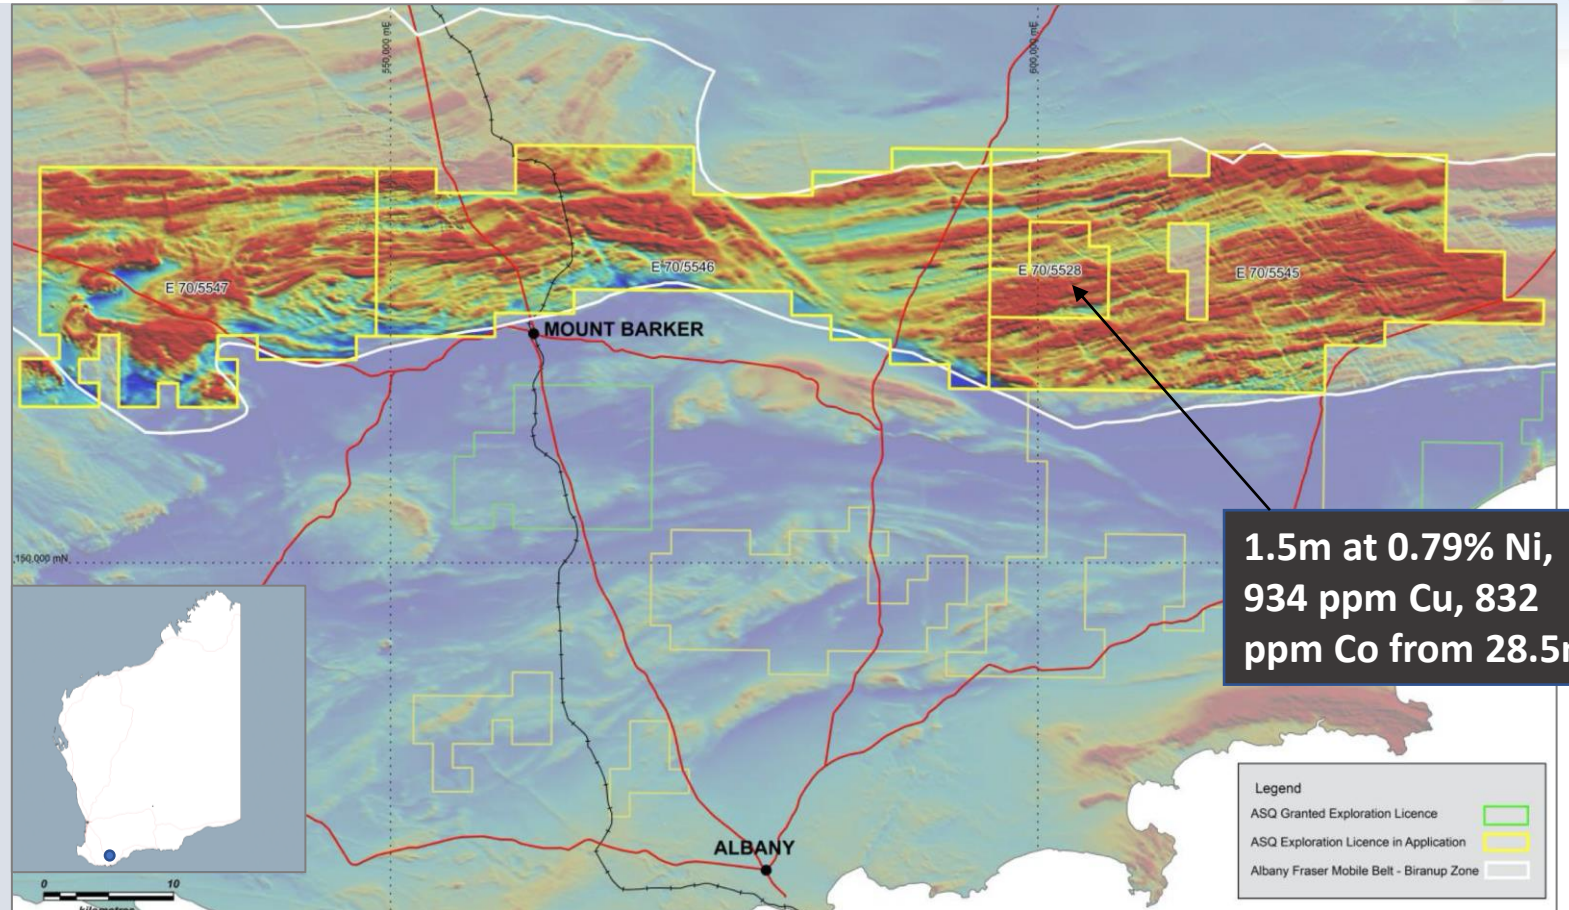 550,000 mE
600,000 mE
E 70/5547
E 70/5546
E 70/5528
E 70/5545
MOUNT BARKER
150,000 mN
1.5m at 0.79% Ni,
934 ppm Cu, 832
ppm Co from 28.5m
ALBANY
Legend
ASQ Granted Exploration Licence
ASQ Exploration Licence in Application
Albany Fraser Mobile Belt - Biranup Zone
0 10
kilometres